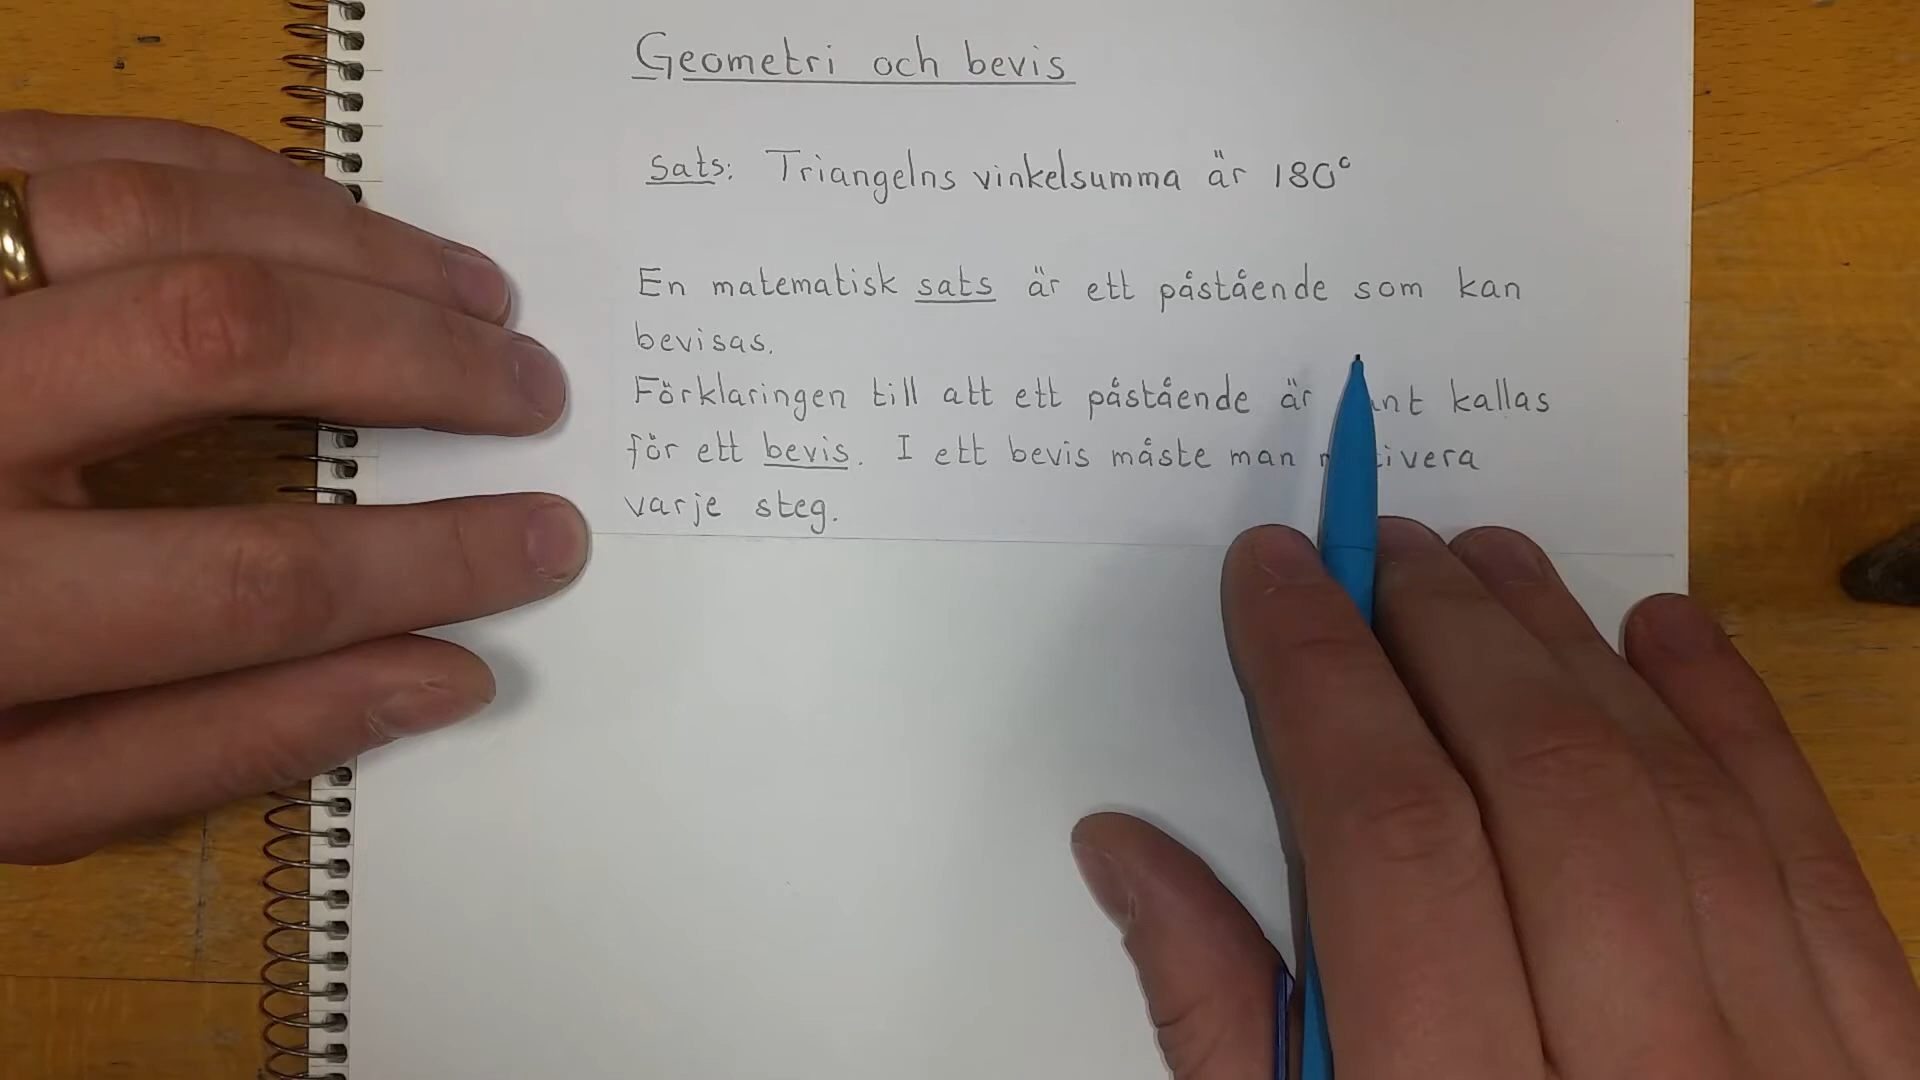 Geometri och bevis
Sats: Triangelns vinkelsumma är 180°
En matematisk sats är ett påstående som kan
bevisas.
Förklaringen till att ett påstående är kallas
för ett bevis. I ett bevis måste man
varje steg.